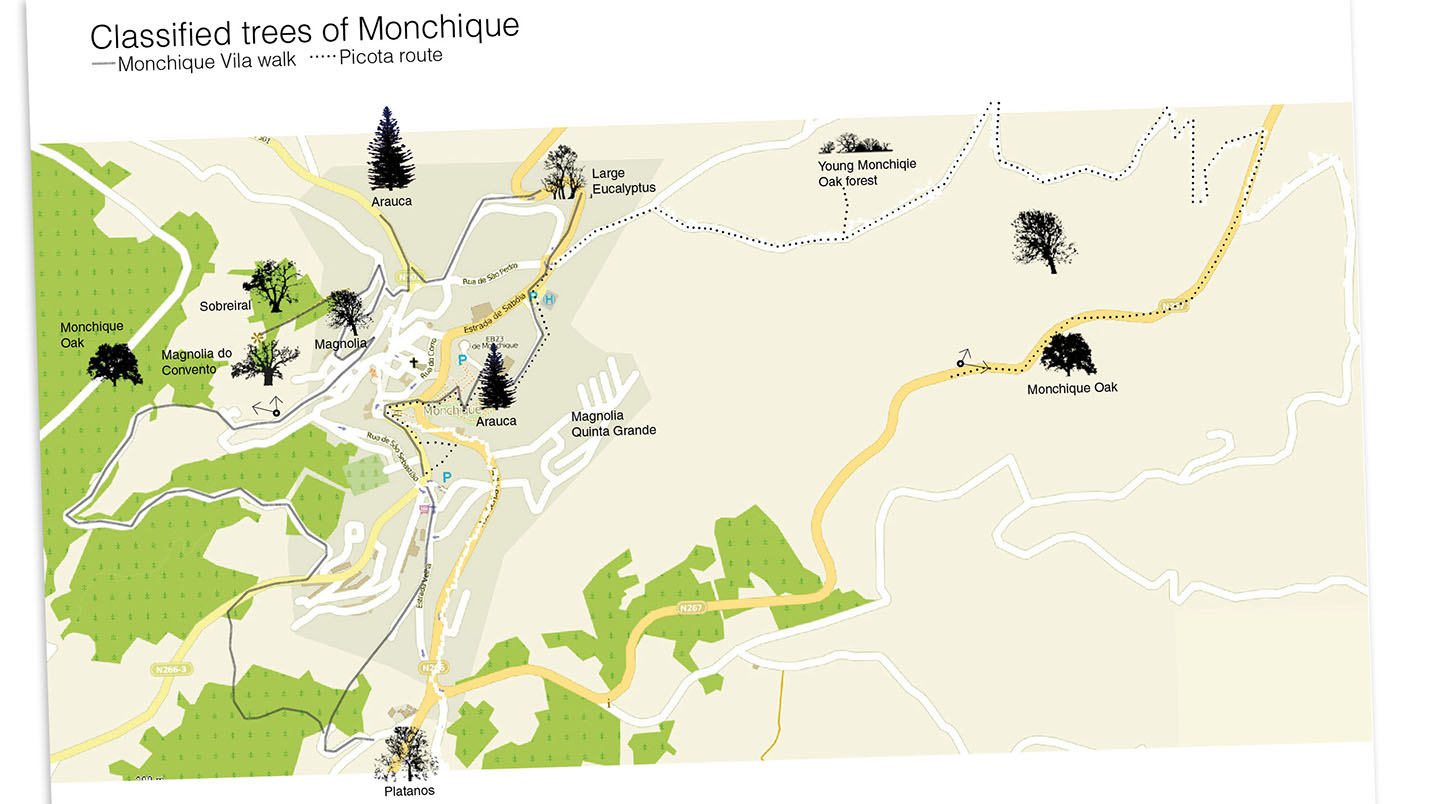 Classified trees of Monchique
Monchique Vila walk
Picota route
Arauca
Large
Eucalyptus
Young Monchiqie
Oak forest
Sobreiral
Monchique
Oak
Magnolia do
Convento
Magnolia
Rua de São Pedro
Estrada de Sabóia
H
P
EB23
de Monchique
Rua do Corro
P
Monchique
Arauca
Magnolia
Quinta Grande
Monchique Oak
Rua de São Sebastião
P
Estrada Velha
N267
N266-3
N266
Platanos